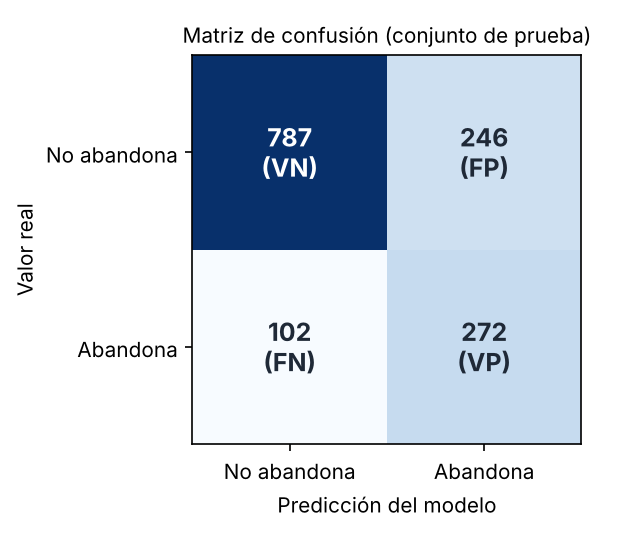 Matriz de confusión (conjunto de prueba)
No abandona
787
(VN)
246
(FP)
Valor real
Abandona
102
(FN)
272
(VP)
No abandona
Abandona
Predicción del modelo